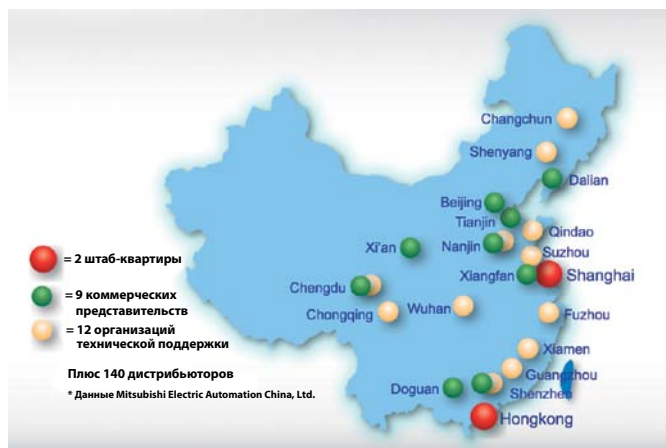 Changchun
Shenyang
Dalian
Beijing
Tianjin
Qindao
Xi'an
Nanjin
Suzhou
= 2 штаб-квартиры
Xiangfan
Shanghai
Chengdu
= 9 коммерческих
представительств
Chongqing
Wuhan
Fuzhou
= 12 организаций
технической поддержки
Xiamen
Плюс 140 дистрибьюторов
Guangzhou
Doguan
Shenzhen
* Данные Mitsubishi Electric Automation China, Ltd.
Hongkong